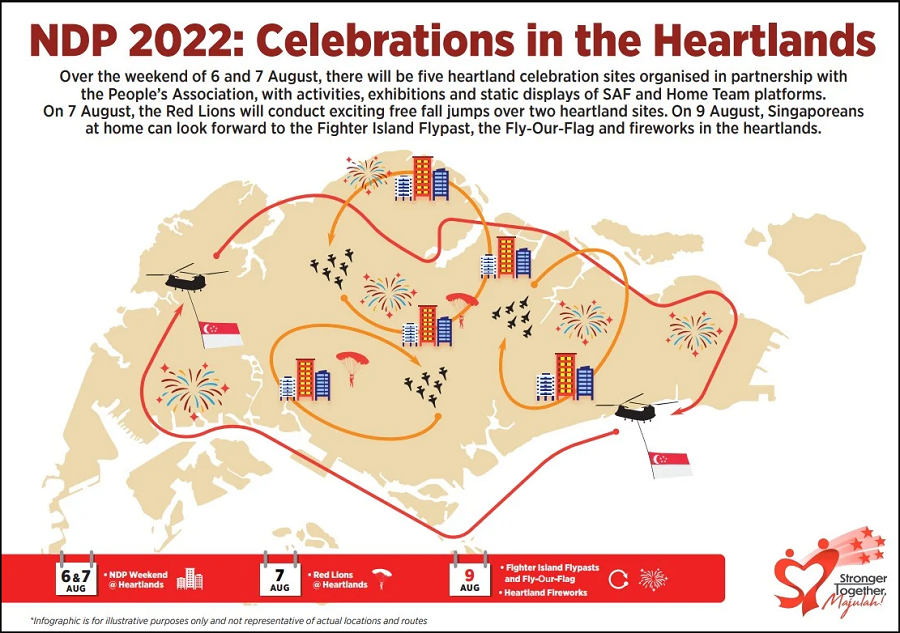 NDP 2022: Celebrations in the Heartlands
Over the weekend of 6 and 7 August, there will be five heartland celebration sites organised in partnership with
the People's Association, with activities, exhibitions and static displays of SAF and Home Team platforms.
On 7 August, the Red Lions will conduct exciting free fall jumps over two heartland sites. On 9 August, Singaporeans
at home can look forward to the Fighter Island Flypast, the Fly-Our-Flag and fireworks in the heartlands.
6 & 7
AUG
• NDP Weekend
@ Heartlands
7
AUG
• Red Lions
@ Heartlands
9
AUG
• Fighter Island Flypasts
and Fly-Our-Flag
• Heartland Fireworks
Stronger
Together,
Majulah!
*Infographic is for illustrative purposes only and not representative of actual locations and routes